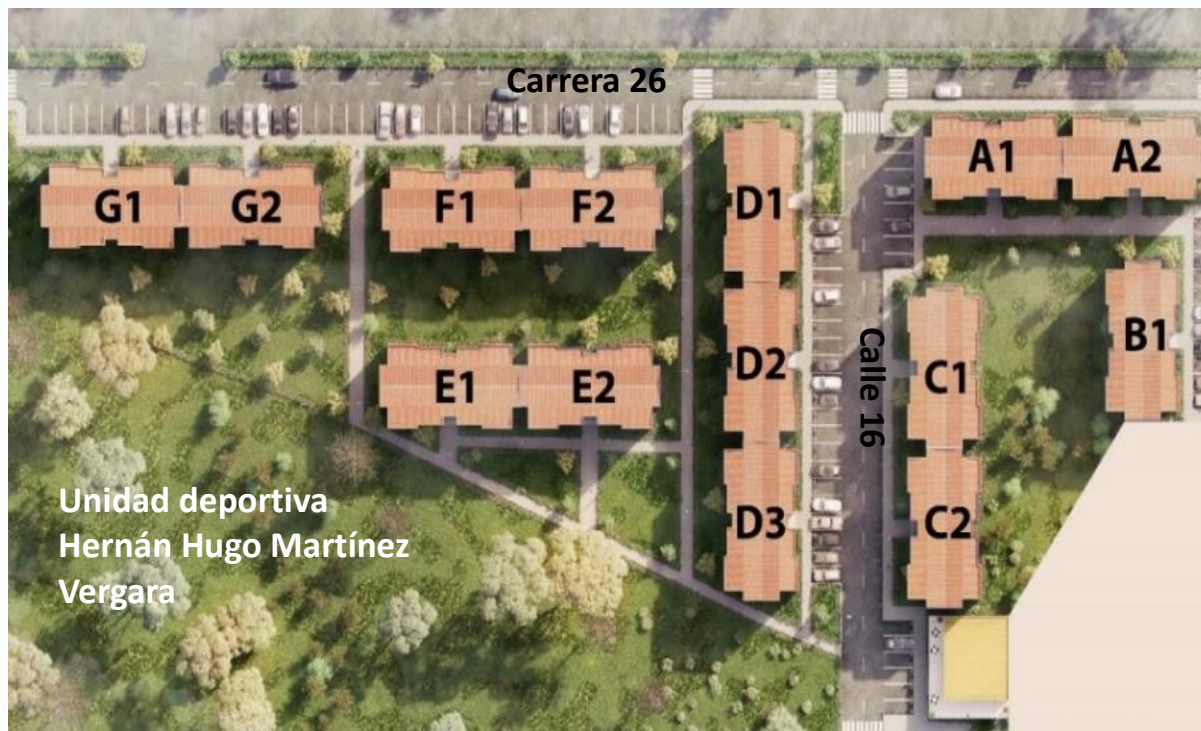 Carrera 26
A1
A2
G1
G2
F1
F2
D1
B1
D2
Calle 16
C1
E1
E2
Unidad deportiva
Hernán Hugo Martínez
Vergara
D3
C2